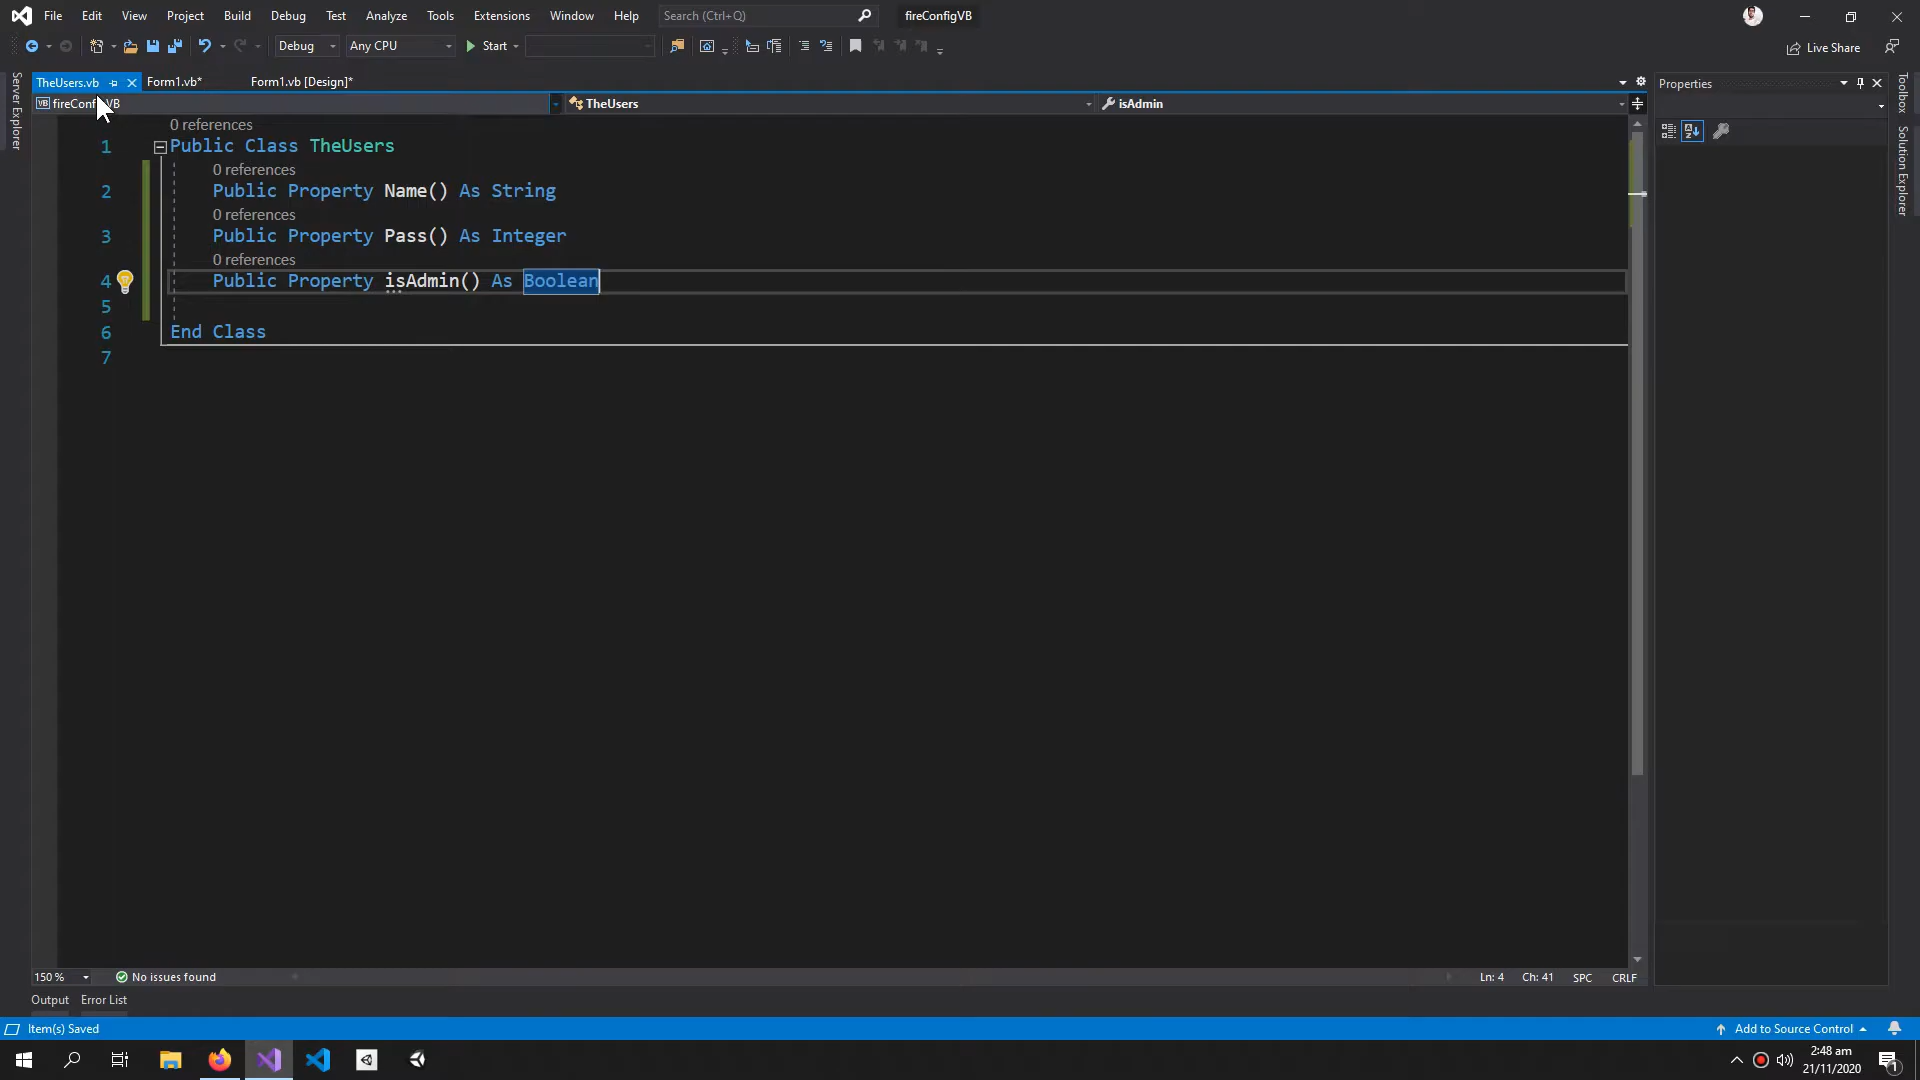 File Edit View Project Build Debug Test Analyze Tools Extensions Window Help Search (Ctrl+Q) fireConfigVB
Debug Any CPU Start Live Share
TheUsers.vb Form1.vb* Form1.vb [Design]* Properties
VB TheUsers isAdmin
Server Explorer
Toolbox
Solution Explorer
0 references
1 Public Class TheUsers
0 references
2 Public Property Name() As String
0 references
3 Public Property Pass() As Integer
0 references
4 Public Property isAdmin() As Boolean
5
6 End Class
7
150 % No issues found Ln: 4 Ch: 41 SPC CRLF
Output Error List
Item(s) Saved Add to Source Control
2:48 am
21/11/2020
1